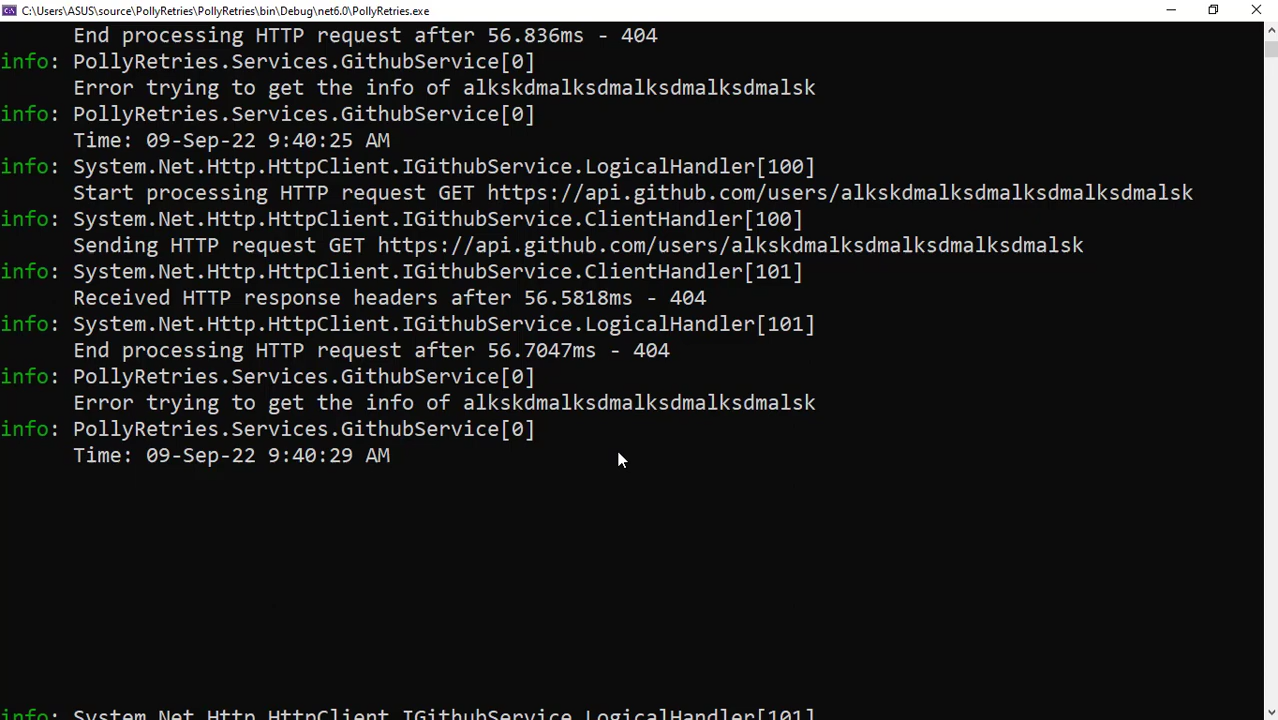 C:\Users\ASUS\source\PollyRetries\PollyRetries\bin\Debug\net6.0\PollyRetries.exe
End processing HTTP request after 56.836ms - 404
info: PollyRetries.Services.GithubService[0]
Error trying to get the info of alkskdmalksdmalksdmalksdmalsk
info: PollyRetries.Services.GithubService[0]
Time: 09-Sep-22 9:40:25 AM
info: System.Net.Http.HttpClient.IGithubService.LogicalHandler[100]
Start processing HTTP request GET https://api.github.com/users/alkskdmalksdmalksdmalksdmalsk
info: System.Net.Http.HttpClient.IGithubService.ClientHandler[100]
Sending HTTP request GET https://api.github.com/users/alkskdmalksdmalksdmalksdmalsk
info: System.Net.Http.HttpClient.IGithubService.ClientHandler[101]
Received HTTP response headers after 56.5818ms - 404
info: System.Net.Http.HttpClient.IGithubService.LogicalHandler[101]
End processing HTTP request after 56.7047ms - 404
info: PollyRetries.Services.GithubService[0]
Error trying to get the info of alkskdmalksdmalksdmalksdmalsk
info: PollyRetries.Services.GithubService[0]
Time: 09-Sep-22 9:40:29 AM
info: System.Net.Http.HttpClient.IGithubService.LogicalHandler[101]